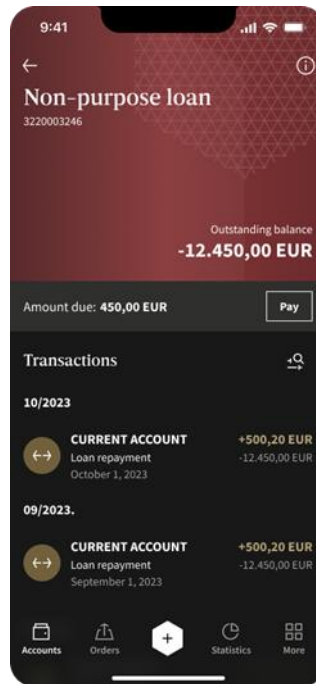 9:41
Non-purpose loan
3220003246
Outstanding balance
-12.450,00 EUR
Amount due: 450,00 EUR
Pay
Transactions
10/2023
CURRENT ACCOUNT +500,20 EUR
Loan repayment -12.450,00 EUR
October 1, 2023
09/2023.
CURRENT ACCOUNT +500,20 EUR
Loan repayment -12.450,00 EUR
September 1, 2023
Accounts Orders Statistics More